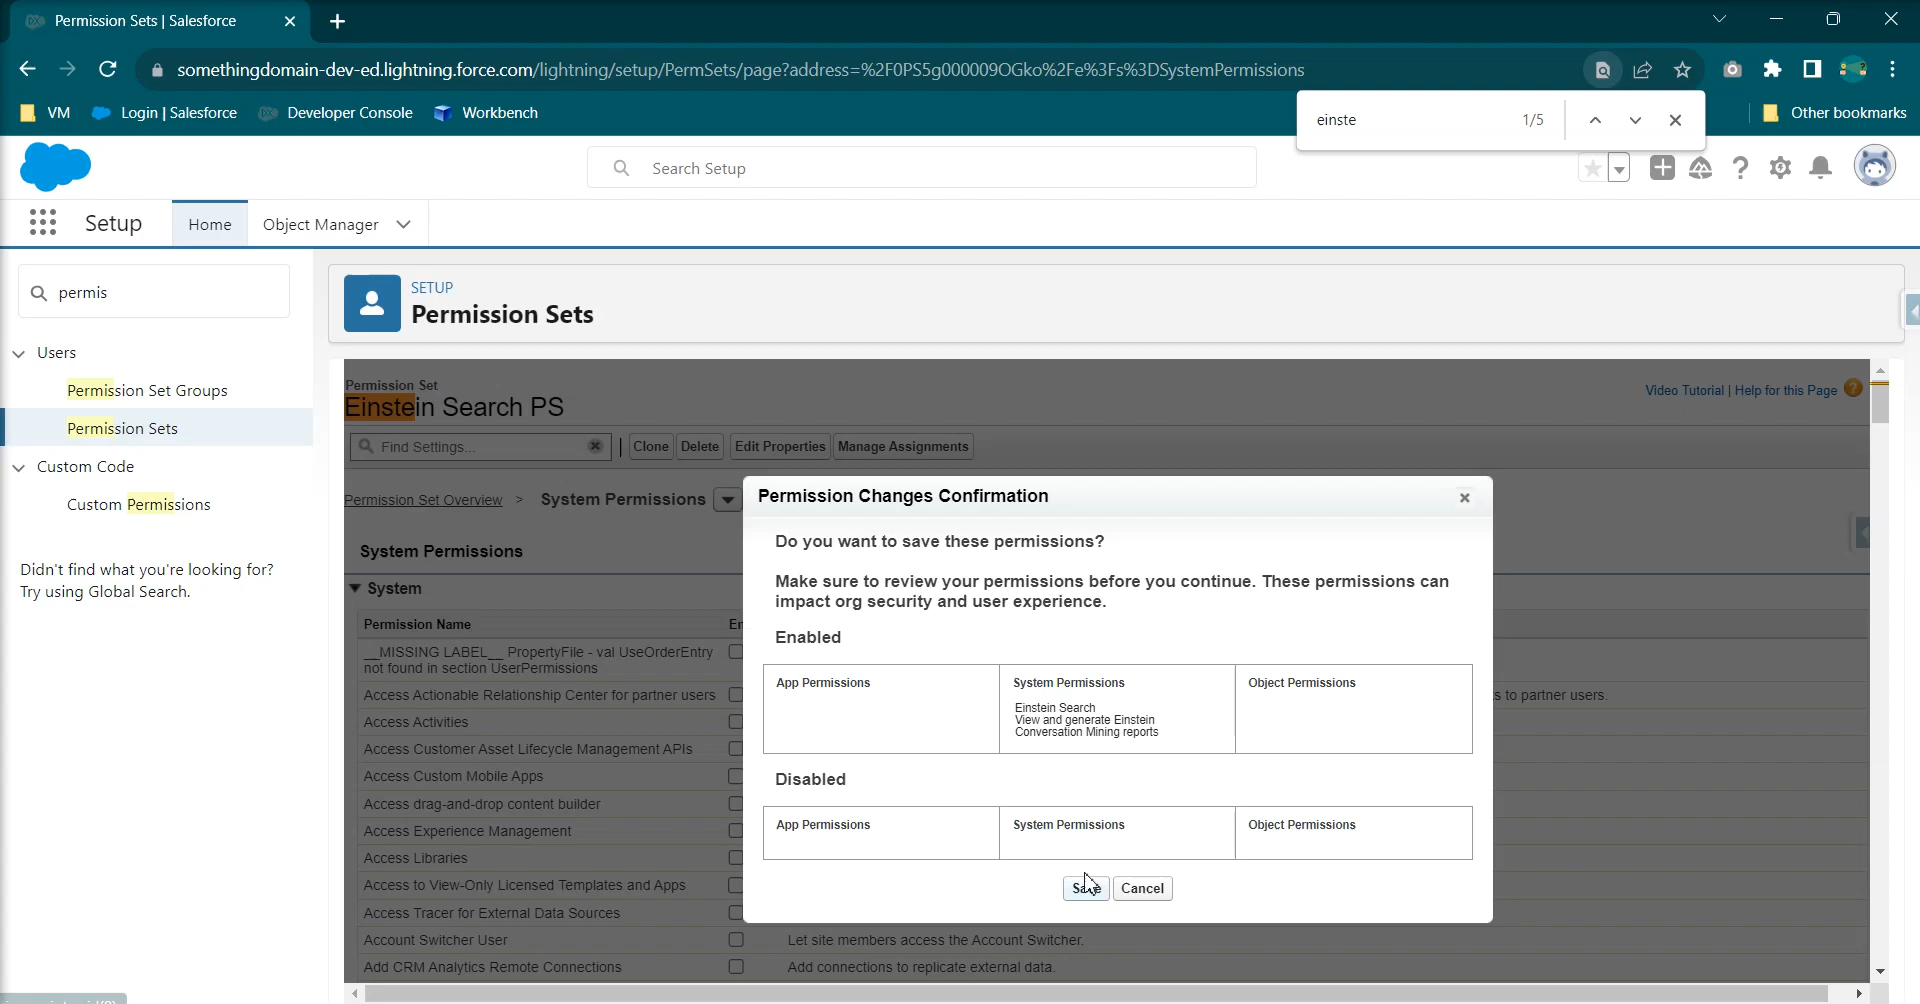 Permission Sets | Salesforce
somethingdomain-dev-ed.lightning.force.com/lightning/setup/PermSets/page?address=%2F0PS5g000009OGko%2Fe%3Fs%3DSystemPermissions
VM Login | Salesforce Developer Console Workbench Other bookmarks
einste 1/5
Search Setup
Setup Home Object Manager
permis
Users
Permission Set Groups
Permission Sets
Custom Code
Custom Permissions
Didn't find what you're looking for?
Try using Global Search.
SETUP
Permission Sets
Permission Set
Einstein Search PS
Video Tutorial | Help for this Page
Find Settings... Clone Delete Edit Properties Manage Assignments
Permission Set Overview > System Permissions
System Permissions
System
Permission Name En
__MISSING LABEL__ PropertyFile - val UseOrderEntry
not found in section UserPermissions
Access Actionable Relationship Center for partner users s to partner users.
Access Activities
Access Customer Asset Lifecycle Management APIs
Access Custom Mobile Apps
Access drag-and-drop content builder
Access Experience Management
Access Libraries
Access to View-Only Licensed Templates and Apps
Access Tracer for External Data Sources
Account Switcher User Let site members access the Account Switcher.
Add CRM Analytics Remote Connections Add connections to replicate external data.
Permission Changes Confirmation
Do you want to save these permissions?
Make sure to review your permissions before you continue. These permissions can
impact org security and user experience.
Enabled
App Permissions System Permissions Object Permissions
Einstein Search
View and generate Einstein
Conversation Mining reports
Disabled
App Permissions System Permissions Object Permissions
Save Cancel